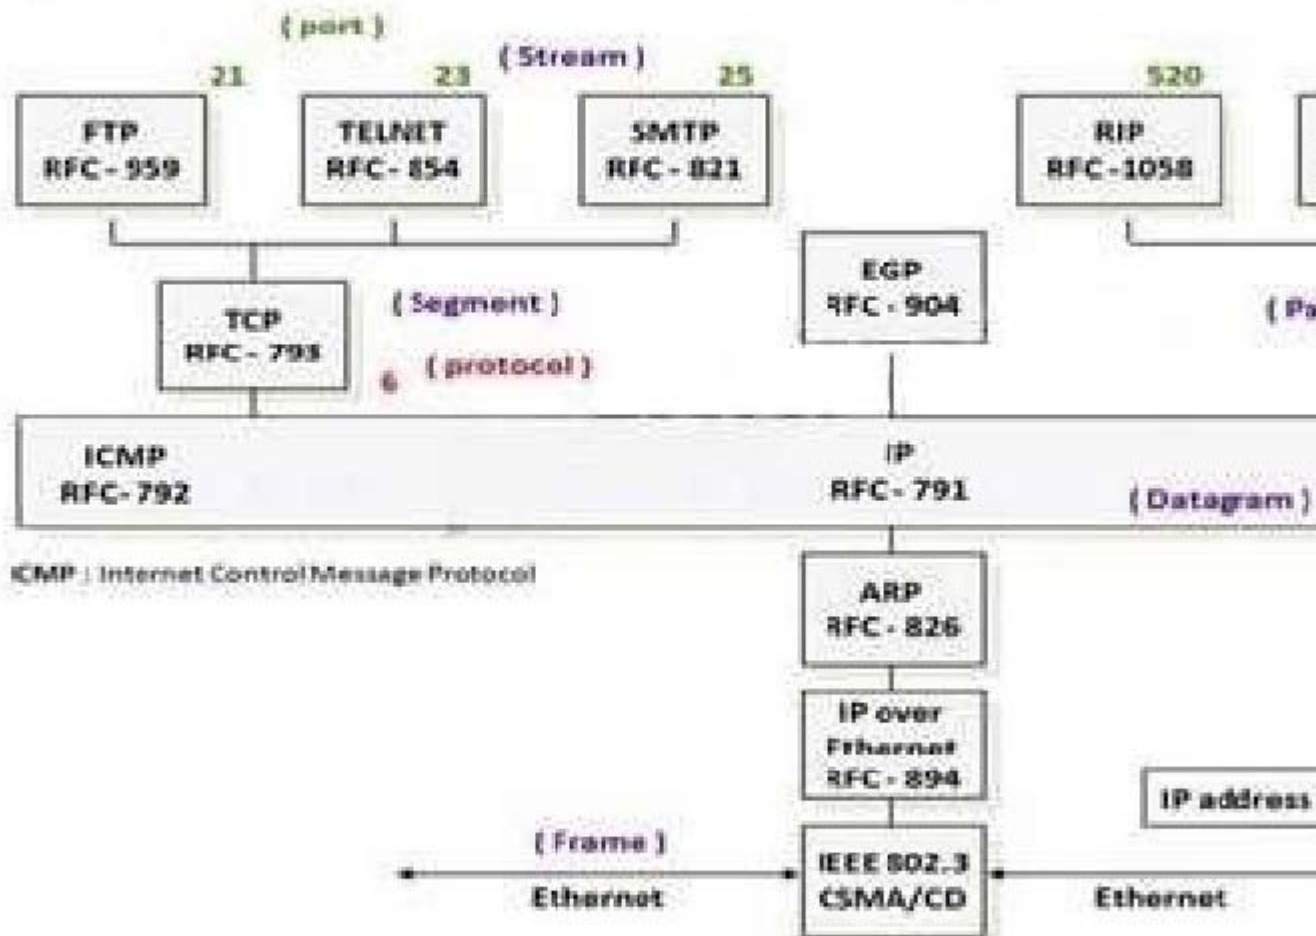 ( port )
( Stream )
21
23
25
520
FTP
RFC - 959
TELNET
RFC - 854
SMTP
RFC - 821
RIP
RFC -1058
EGP
RFC - 904
( Segment )
TCP
RFC - 793
6 ( protocol )
ICMP
RFC- 792
IP
RFC - 791
( Datagram )
ICMP : Internet Control Message Protocol
ARP
RFC - 826
IP over
Ethernet
RFC - 894
IP address
( Frame )
IEEE 802.3
CSMA/CD
Ethernet
Ethernet